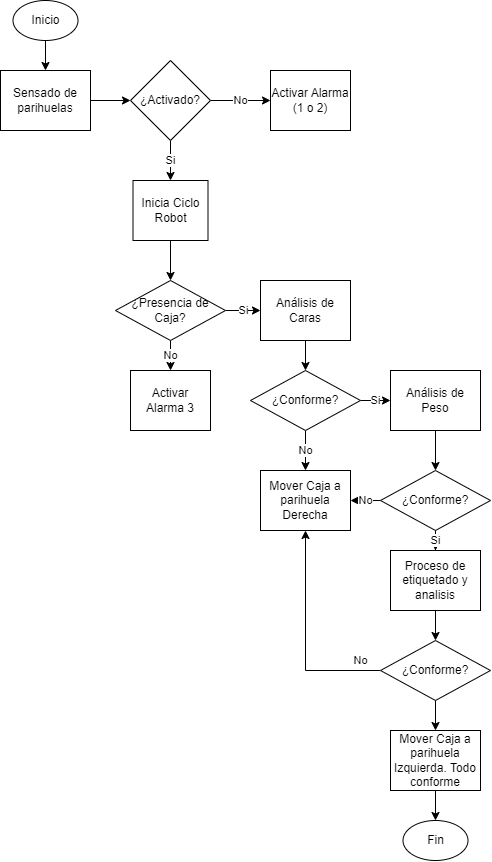 Inicio
Sensado de
parihuelas
¿Activado?
No
Activar Alarma
(1 o 2)
Si
Inicia Ciclo
Robot
¿Presencia de
Caja?
Si
Análisis de
Caras
No
Activar
Alarma 3
¿Conforme?
Si
Análisis de
Peso
No
Mover Caja a
parihuela
Derecha
No
¿Conforme?
Si
Proceso de
etiquetado y
analisis
No
¿Conforme?
Mover Caja a
parihuela
Izquierda. Todo
conforme
Fin